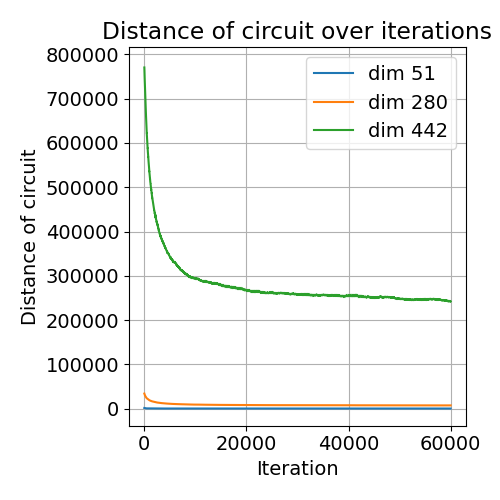 Distance of circuit over iterations
800000
700000
600000
500000
400000
300000
200000
100000
0
Distance of circuit
dim 51
dim 280
dim 442
0 20000 40000 60000
Iteration